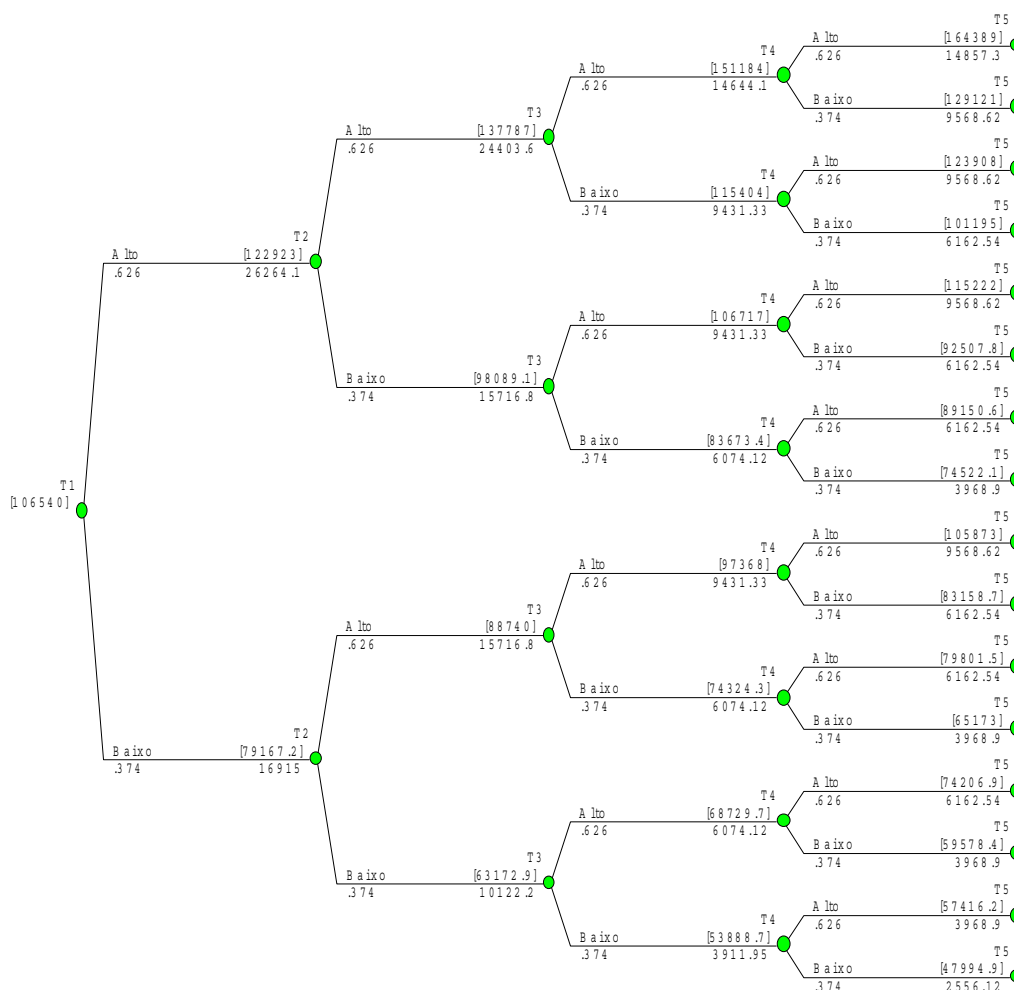 T5
Alto [164389]
.626 14857.3
T4
Alto [151184]
.626 14644.1
T5
Baixo [129121]
.374 9568.62
T3
Alto [137787]
.626 24403.6
T5
Alto [123908]
.626 9568.62
T4
Baixo [115404]
.374 9431.33
T5
Baixo [101195]
.374 6162.54
T2
Alto [122923]
.626 26264.1
T5
Alto [115222]
.626 9568.62
T4
Alto [106717]
.626 9431.33
T5
Baixo [92507.8]
.374 6162.54
T3
Baixo [98089.1]
.374 15716.8
T5
Alto [89150.6]
.626 6162.54
T4
Baixo [83673.4]
.374 6074.12
T5
Baixo [74522.1]
.374 3968.9
T1
[106540]
T5
Alto [105873]
.626 9568.62
T4
Alto [97368]
.626 9431.33
T5
Baixo [83158.7]
.374 6162.54
T3
Alto [88740]
.626 15716.8
T5
Alto [79801.5]
.626 6162.54
T4
Baixo [74324.3]
.374 6074.12
T5
Baixo [65173]
.374 3968.9
T2
Baixo [79167.2]
.374 16915
T5
Alto [74206.9]
.626 6162.54
T4
Alto [68729.7]
.626 6074.12
T5
Baixo [59578.4]
.374 3968.9
T3
Baixo [63172.9]
.374 10122.2
T5
Alto [57416.2]
.626 3968.9
T4
Baixo [53888.7]
.374 3911.95
T5
Baixo [47994.9]
.374 2556.12